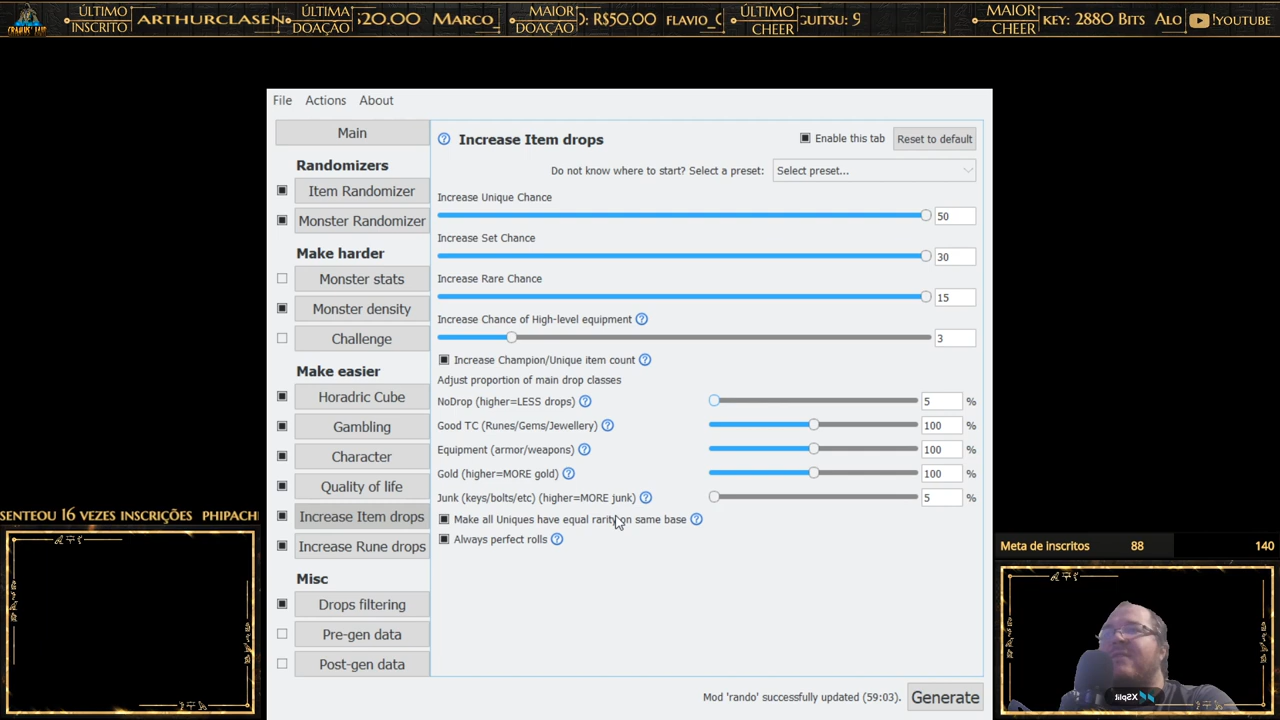 ÚLTIMO INSCRITO
ARTHURCLASEN
ÚLTIMA DOAÇÃO
$20.00 MARCO_
MAIOR DOAÇÃO
: R$50.00 FLAVIO_
ÚLTIMO CHEER
GUITSU: 9
MAIOR CHEER
KEY: 2880 BITS ALO
!YOUTUBE
File Actions About
Main
Randomizers
Item Randomizer
Monster Randomizer
Make harder
Monster stats
Monster density
Challenge
Make easier
Horadric Cube
Gambling
Character
Quality of life
Increase Item drops
Increase Rune drops
Misc
Drops filtering
Pre-gen data
Post-gen data
Increase Item drops
Enable this tab
Reset to default
Do not know where to start? Select a preset: Select preset...
Increase Unique Chance
50
Increase Set Chance
30
Increase Rare Chance
15
Increase Chance of High-level equipment
3
Increase Champion/Unique item count
Adjust proportion of main drop classes
NoDrop (higher=LESS drops) 5 %
Good TC (Runes/Gems/Jewellery) 100 %
Equipment (armor/weapons) 100 %
Gold (higher=MORE gold) 100 %
Junk (keys/bolts/etc) (higher=MORE junk) 5 %
Make all Uniques have equal rarity on same base
Always perfect rolls
Mod 'rando' successfully updated (59:03). Generate
SENTEOU 16 VEZES INSCRIÇÕES PHIPACHI
Meta de inscritos 88 140
XSplit